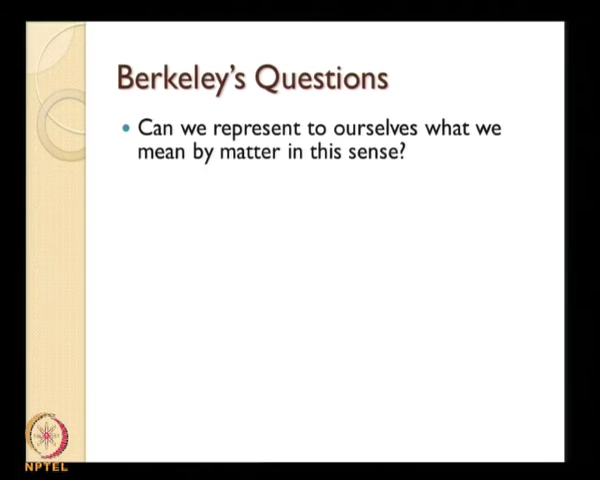 Berkeley's Questions
Can we represent to ourselves what we
mean by matter in this sense?
NPTEL